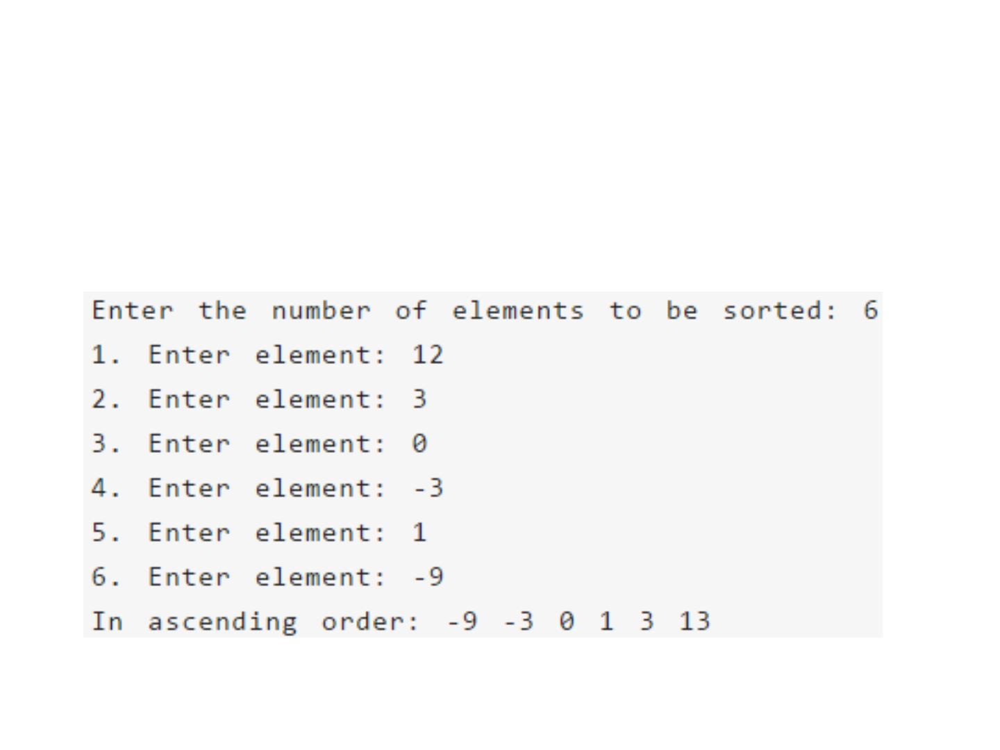 Enter the number of elements to be sorted: 6
1. Enter element: 12
2. Enter element: 3
3. Enter element: 0
4. Enter element: -3
5. Enter element: 1
6. Enter element: -9
In ascending order: -9 -3 0 1 3 13